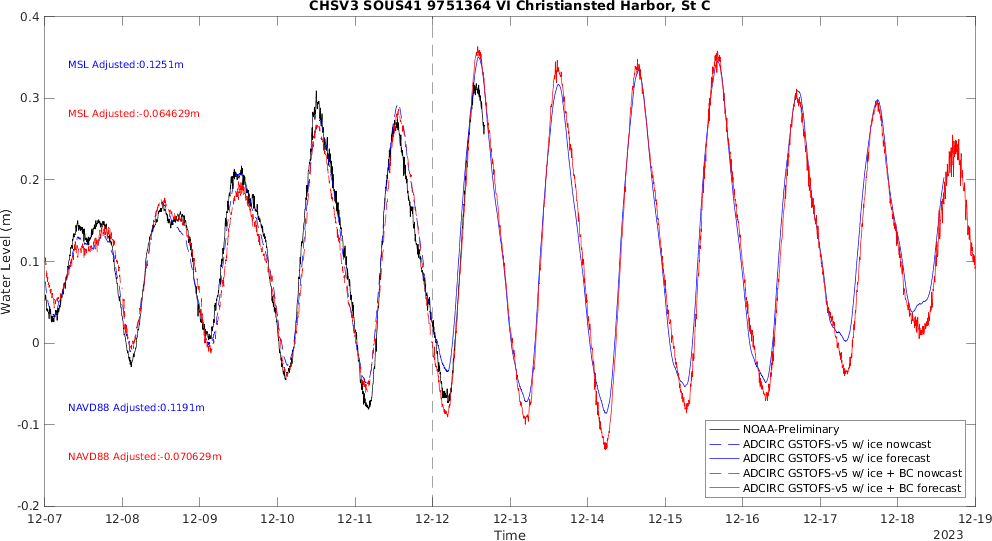 CHSV3 SOUS41 9751364 VI Christiansted Harbor, St C
0.4
0.3
0.2
0.1
0
-0.1
-0.2
Water Level (m)
MSL Adjusted:0.1251m
MSL Adjusted:-0.064629m
NAVD88 Adjusted:0.1191m
NAVD88 Adjusted:-0.070629m
NOAA-Preliminary
ADCIRC GSTOFS-v5 w/ ice nowcast
ADCIRC GSTOFS-v5 w/ ice forecast
ADCIRC GSTOFS-v5 w/ ice + BC nowcast
ADCIRC GSTOFS-v5 w/ ice + BC forecast
12-07 12-08 12-09 12-10 12-11 12-12 12-13 12-14 12-15 12-16 12-17 12-18 12-19
Time
2023